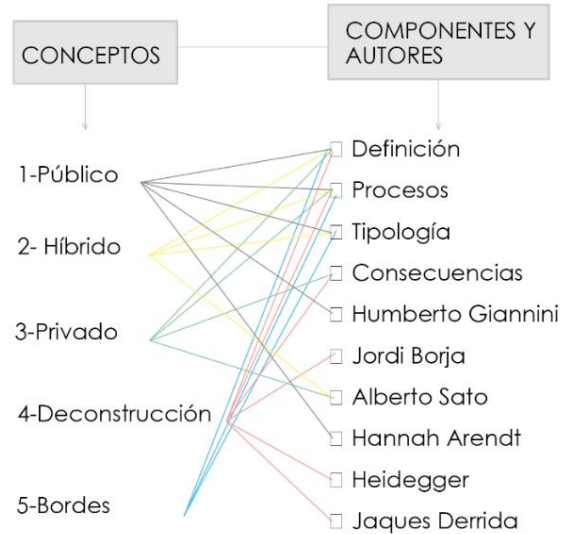 CONCEPTOS
COMPONENTES Y
AUTORES
1-Público
2- Híbrido
3-Privado
4-Deconstrucción
5-Bordes
Definición
Procesos
Tipología
Consecuencias
Humberto Giannini
Jordi Borja
Alberto Sato
Hannah Arendt
Heidegger
Jaques Derrida